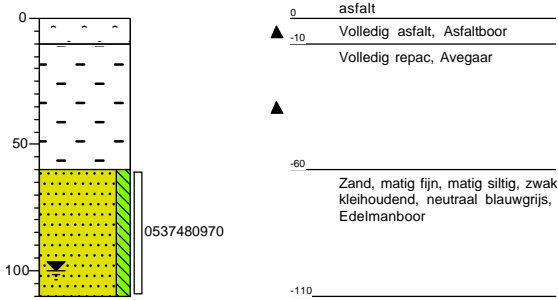 0
50
100
0537480970
0
asfalt
Volledig asfalt, Asfaltboor
-10
Volledig repac, Avegaar
-60
Zand, matig fijn, matig siltig, zwak
kleihoudend, neutraal blauwgrijs,
Edelmanboor
-110